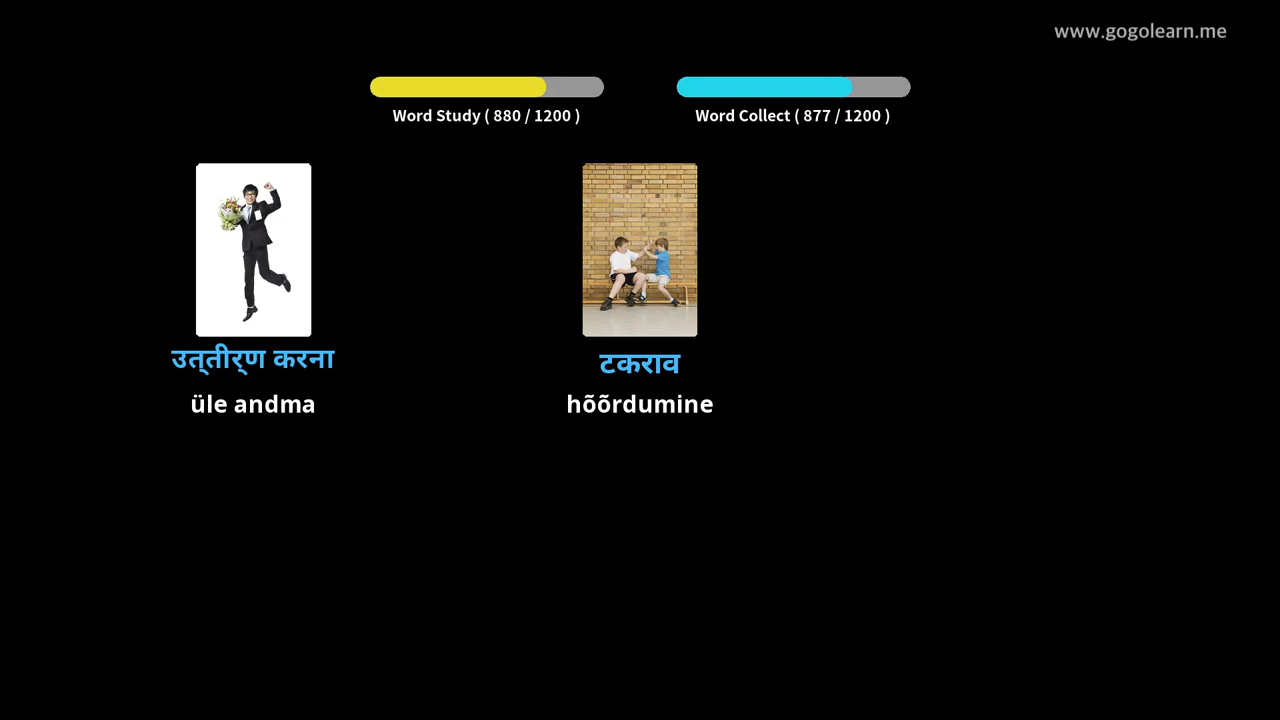 www.gogolearn.me
Word Study ( 880 / 1200 )
Word Collect ( 877 / 1200 )
उत्‌तीर्‌ण करना
टकराव
üle andma
hõõrdumine